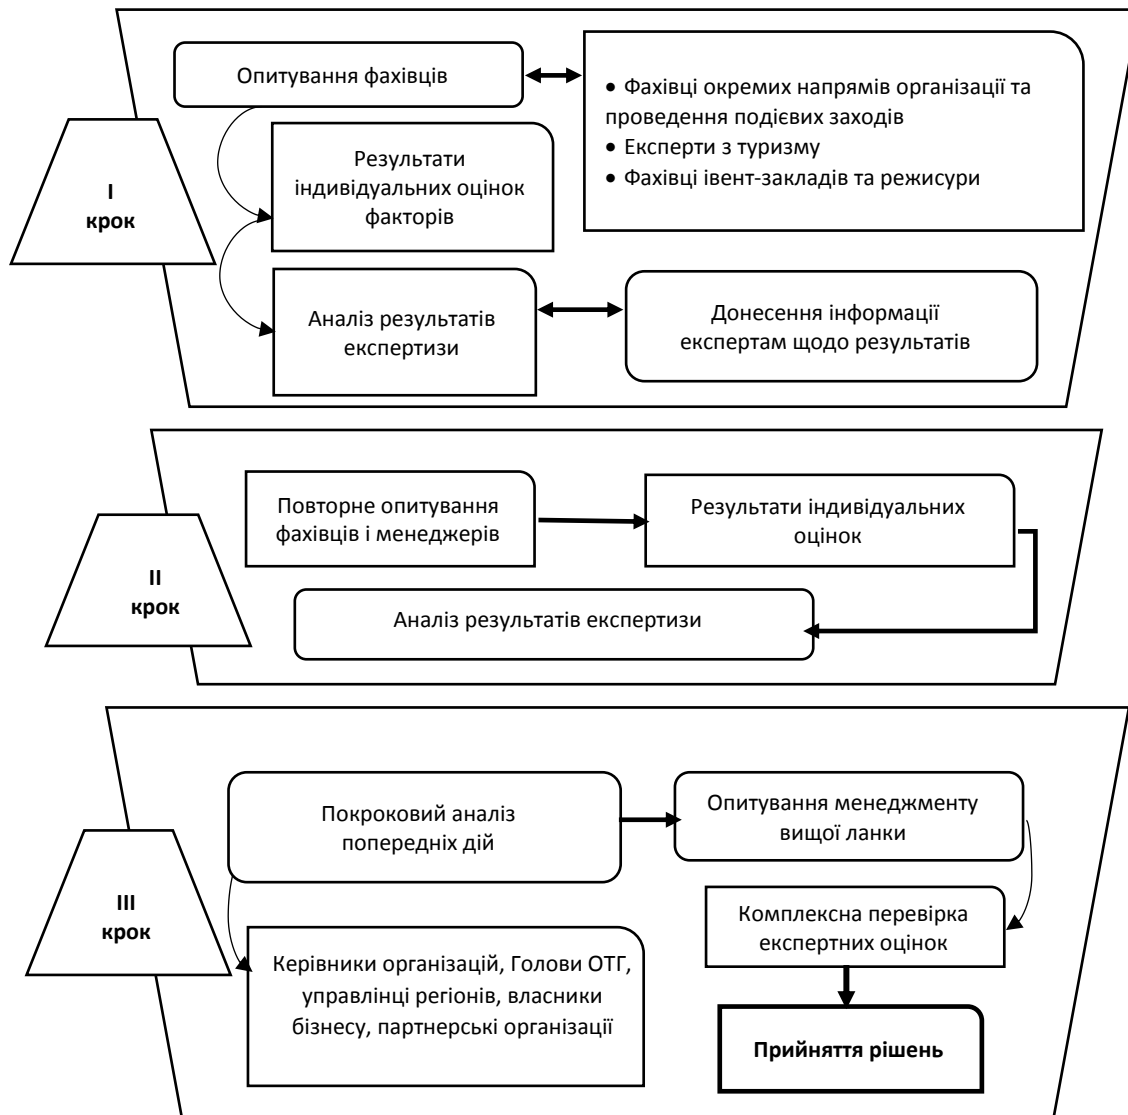 Опитування фахівців
• Фахівці окремих напрямів організації та
проведення подієвих заходів
• Експерти з туризму
• Фахівці івент-закладів та режисури
І
крок
Результати
індивідуальних оцінок
факторів
Аналіз результатів
експертизи
Донесення інформації
експертам щодо результатів
ІІ
крок
Повторне опитування
фахівців і менеджерів
Результати індивідуальних
оцінок
Аналіз результатів експертизи
ІІІ
крок
Покроковий аналіз
попередніх дій
Опитування менеджменту
вищої ланки
Керівники організацій, Голови ОТГ,
управлінці регіонів, власники
бізнесу, партнерські організації
Комплексна перевірка
експертних оцінок
Прийняття рішень